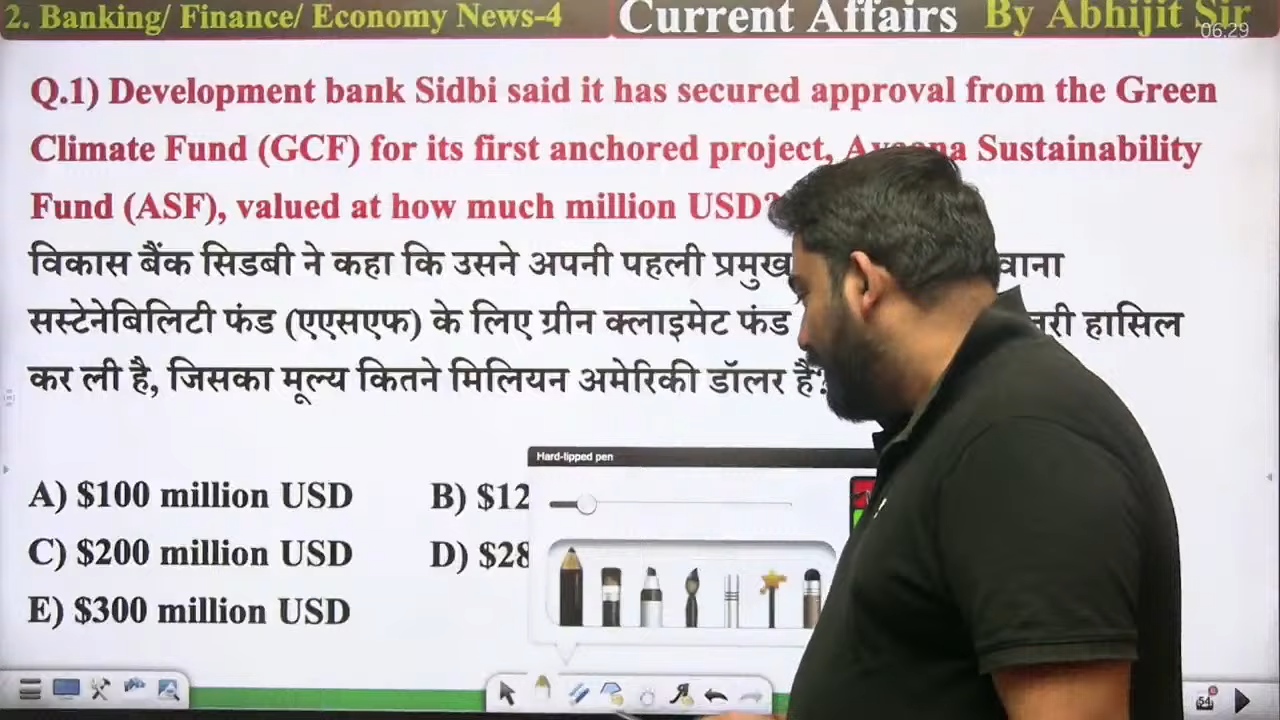 2. Banking/ Finance/ Economy News-4
Current Affairs By Abhijit Sir
06:29
Q.1) Development bank Sidbi said it has secured approval from the Green
Climate Fund (GCF) for its first anchored project, Sustainability
Fund (ASF), valued at how much million USD?
विकास बैंक सिडबी ने कहा कि उसने अपनी पहली प्रमुख
सस्टेनेबिलिटी फंड (एएसएफ) के लिए ग्रीन क्लाइमेट फंड हासिल
कर ली है, जिसका मूल्य कितने मिलियन अमेरिकी डॉलर है?
Hard-tipped pen
A) $100 million USD B) $12
C) $200 million USD D) $28
E) $300 million USD